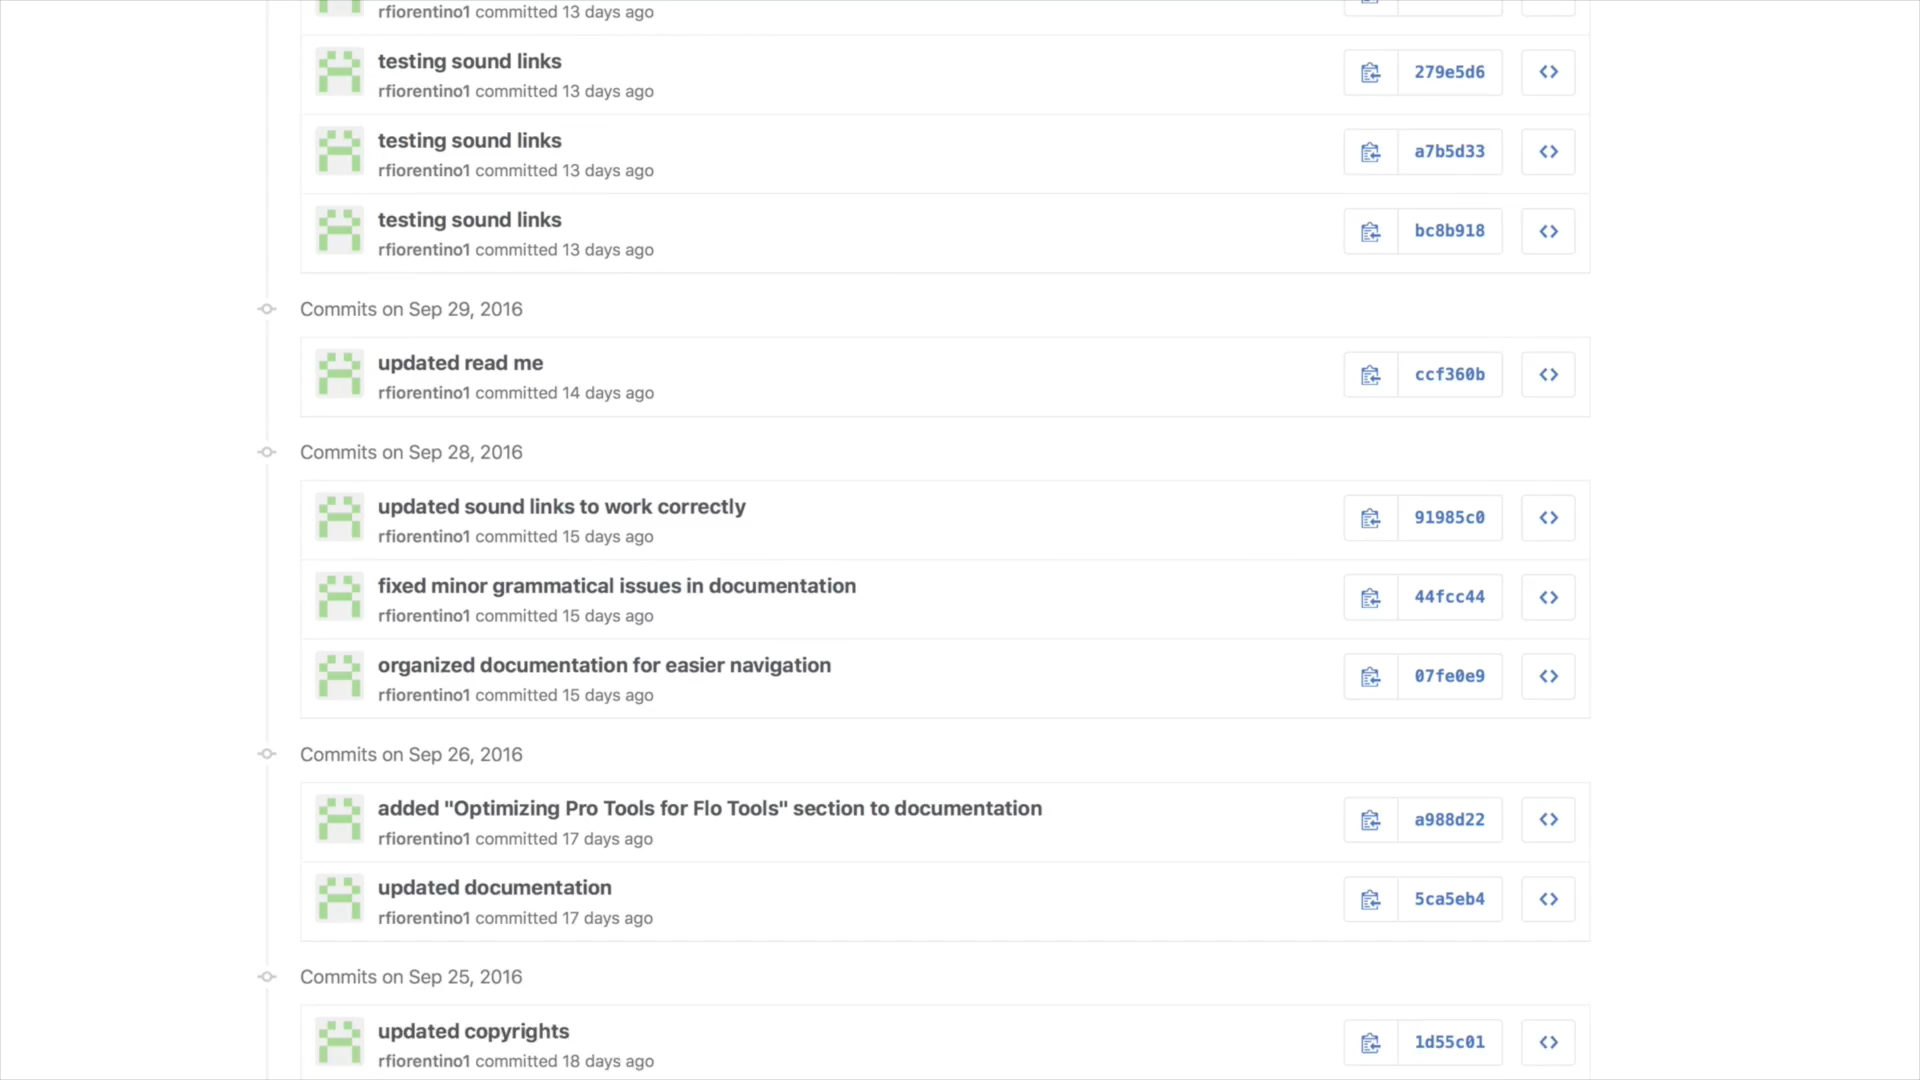 rfiorentino1 committed 13 days ago
testing sound links
rfiorentino1 committed 13 days ago
279e5d6
testing sound links
rfiorentino1 committed 13 days ago
a7b5d33
testing sound links
rfiorentino1 committed 13 days ago
bc8b918
Commits on Sep 29, 2016
updated read me
rfiorentino1 committed 14 days ago
ccf360b
Commits on Sep 28, 2016
updated sound links to work correctly
rfiorentino1 committed 15 days ago
91985c0
fixed minor grammatical issues in documentation
rfiorentino1 committed 15 days ago
44fcc44
organized documentation for easier navigation
rfiorentino1 committed 15 days ago
07fe0e9
Commits on Sep 26, 2016
added "Optimizing Pro Tools for Flo Tools" section to documentation
rfiorentino1 committed 17 days ago
a988d22
updated documentation
rfiorentino1 committed 17 days ago
5ca5eb4
Commits on Sep 25, 2016
updated copyrights
rfiorentino1 committed 18 days ago
1d55c01